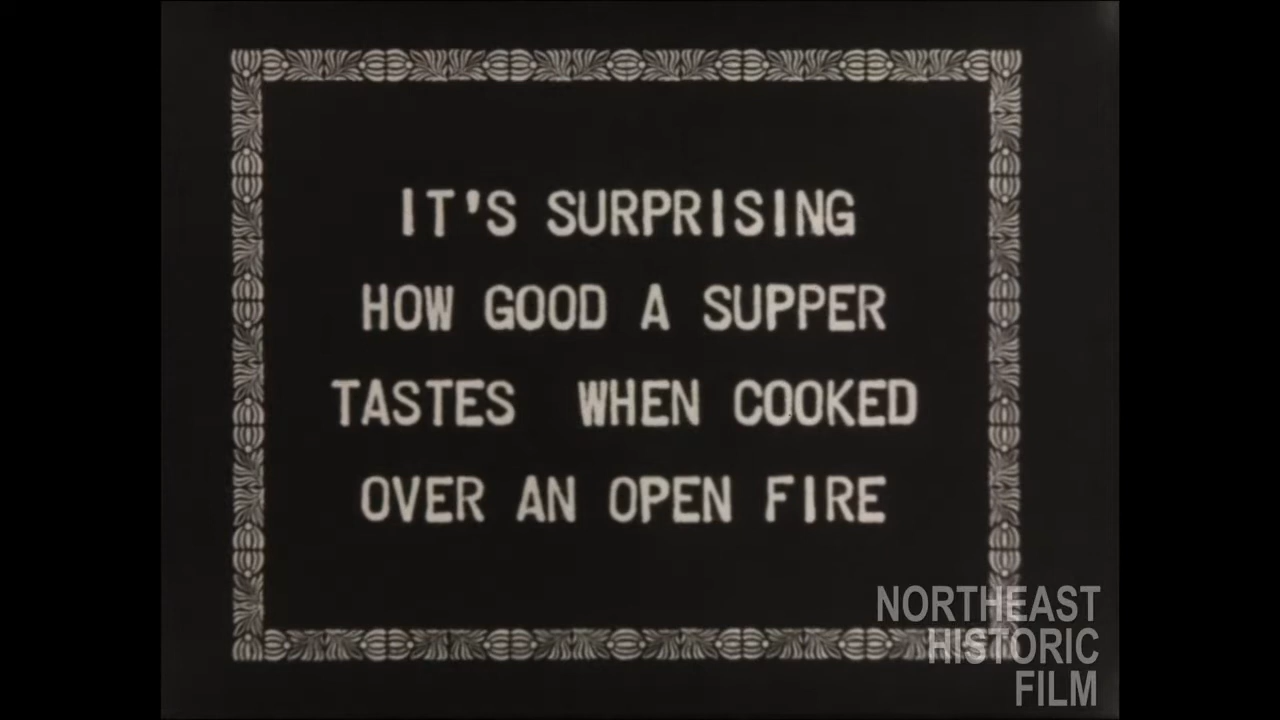 IT'S SURPRISING
HOW GOOD A SUPPER
TASTES WHEN COOKED
OVER AN OPEN FIRE
NORTHEAST
HISTORIC
FILM